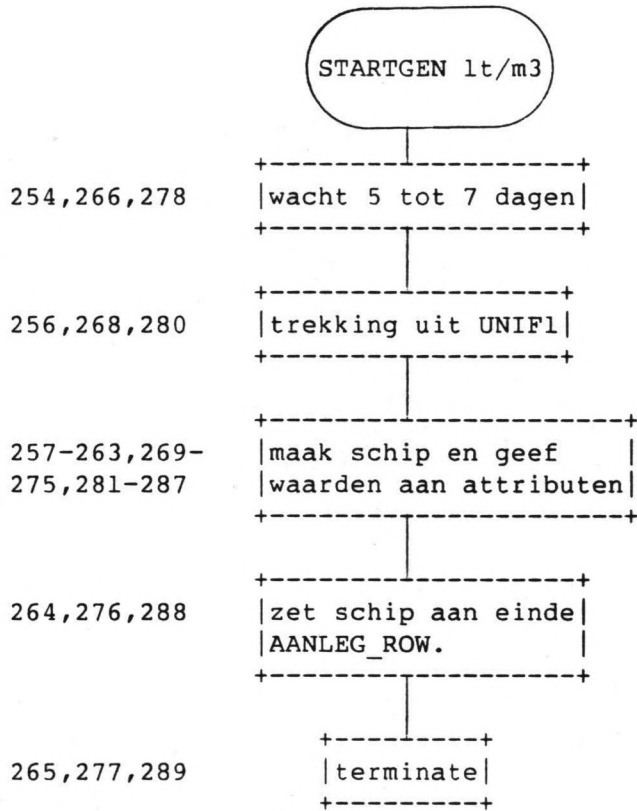 STARTGEN lt/m3
254,266,278 |wacht 5 tot 7 dagen|
256,268,280 |trekking uit UNIF1|
257-263,269- |maak schip en geef |
275,281-287 |waarden aan attributen|
264,276,288 |zet schip aan einde|
|AANLEG_ROW. |
265,277,289 |terminate|